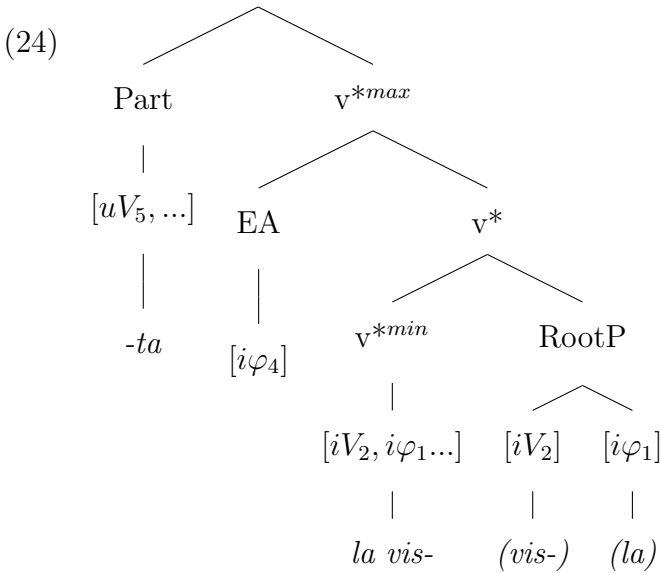 (24)
Part v*max
[uV5, ...] EA v*
-ta [iφ4] v*min RootP
[iV2, iφ1...] [iV2] [iφ1]
la vis- (vis-) (la)